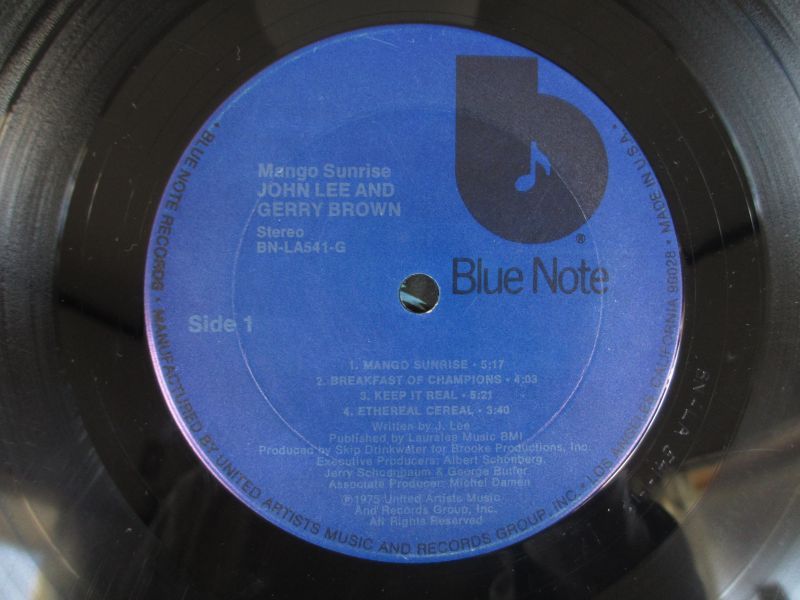 Mango Sunrise
JOHN LEE AND
GERRY BROWN
Stereo
BN-LA541-G
®
Blue Note
Side 1
1. MANGO SUNRISE • 5:17
2. BREAKFAST OF CHAMPIONS • 4:03
3. KEEP IT REAL • 5:21
4. ETHEREAL CEREAL • 3:40
Written by J. Lee
Published by Lauralee Music BMI
Produced by Skip Drinkwater for Brooke Productions, Inc.
Executive Producers: Albert Schonberg,
Jerry Schoenbaum & George Butler
Associate Producer: Michel Damen
℗ 1975 United Artists Music
And Records Group, Inc.
All Rights Reserved
• BLUE NOTE RECORDS • MANUFACTURED BY UNITED ARTISTS MUSIC AND RECORDS GROUP, INC. • LOS ANGELES, CALIFORNIA 90028 • MADE IN U.S.A. •
BN-LA 541-